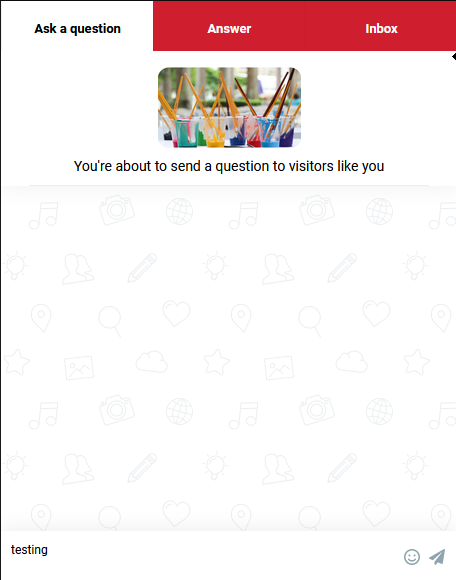 Ask a question
Answer
Inbox
You're about to send a question to visitors like you
testing